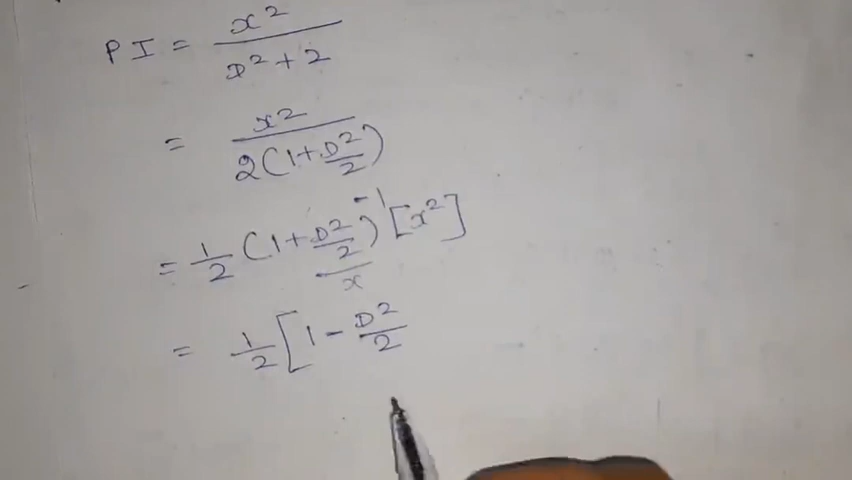 PI = x²/(D²+2)
= x²/(2(1+D²/2))
= 1/2 (1+D²/2)⁻¹ [x²]
x
= 1/2 [1 - D²/2